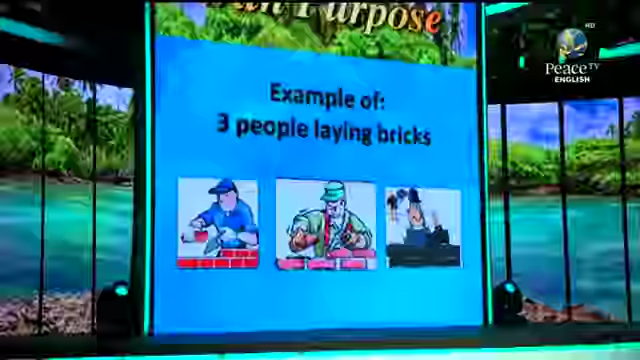 Purpose
HD
Peace TV
ENGLISH
Example of:
3 people laying bricks